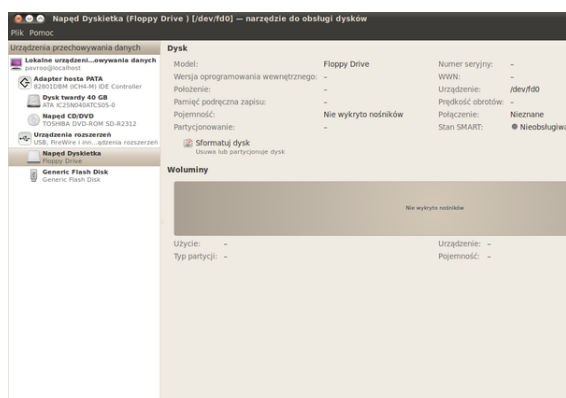 Napęd Dyskietka (Floppy Drive ) [/dev/fd0] — narzędzie do obsługi dysków
Plik Pomoc
Urządzenia przechowywania danych
Lokalne urządzeni...owywania danych
pavroo@localhost
Adapter hosta PATA
82801DBM (ICH4-M) IDE Controller
Dysk twardy 40 GB
ATA IC25N040ATCS05-0
Napęd CD/DVD
TOSHIBA DVD-ROM SD-R2312
Urządzenia rozszerzeń
USB, FireWire i inn...ądzenia rozszerzeń
Napęd Dyskietka
Floppy Drive
Generic Flash Disk
Generic Flash Disk
Dysk
Model: Floppy Drive Numer seryjny: –
Wersja oprogramowania wewnętrznego: – WWN: –
Położenie: – Urządzenie: /dev/fd0
Pamięć podręczna zapisu: – Prędkość obrotów: –
Pojemność: Nie wykryto nośników Połączenie: Nieznane
Partycjonowanie: – Stan SMART: Nieobsługiwa
Sformatuj dysk
Usuwa lub partycjonuje dysk
Woluminy
Nie wykryto nośników
Użycie: – Urządzenie: –
Typ partycji: – Pojemność: –